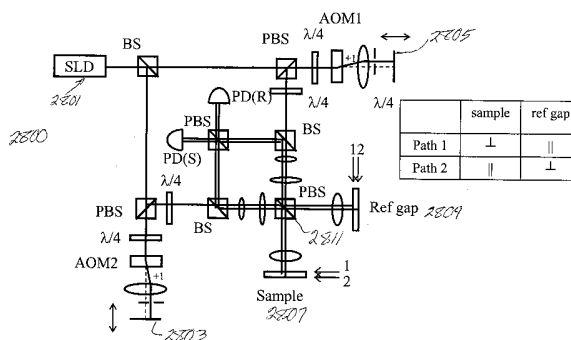 AOM1
2805
BS
PBS
λ/4
+1
SLD
2801
PD(R)
λ/4
λ/4
2800
PBS
BS
PD(S)
sample ref gap
Path 1 ⊥ ||
Path 2 || ⊥
12
λ/4
PBS
PBS
Ref gap 2809
BS
2811
λ/4
AOM2
+1
1
2
Sample
2807
2803